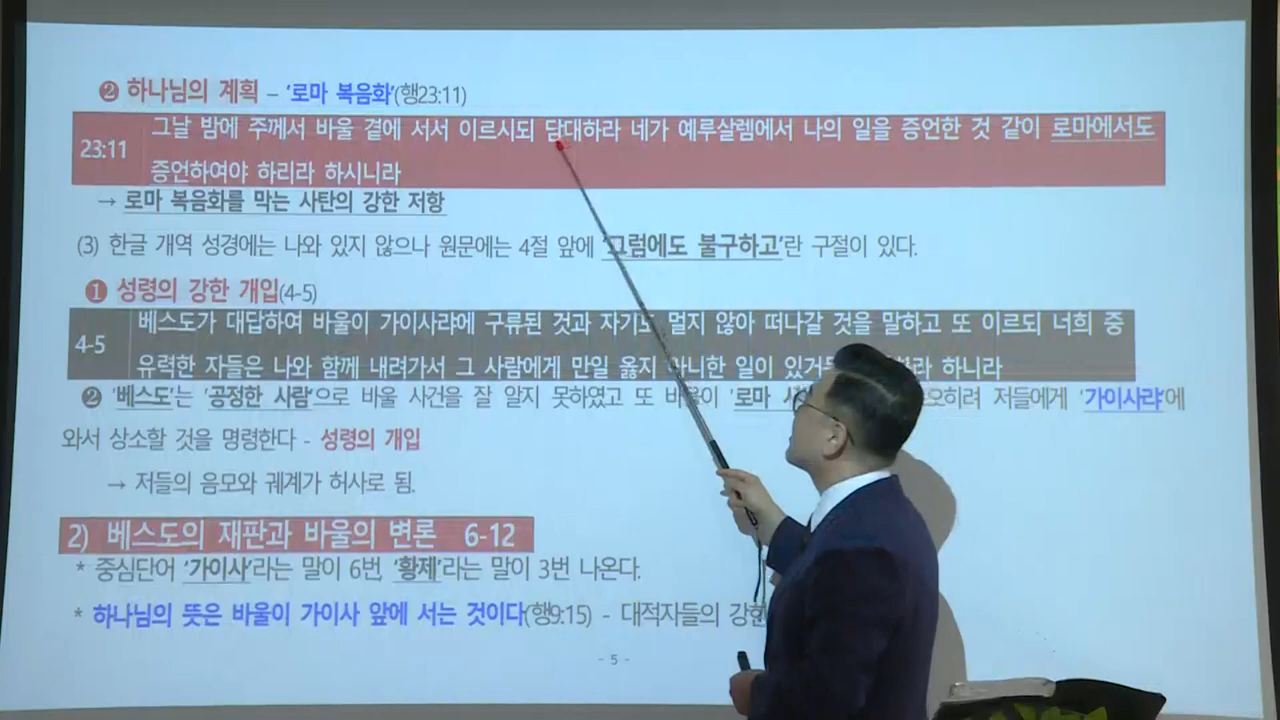 ❷ 하나님의 계획 – '로마 복음화'(행23:11)
23:11 그날 밤에 주께서 바울 곁에 서서 이르시되 담대하라 네가 예루살렘에서 나의 일을 증언한 것 같이 로마에서도
증언하여야 하리라 하시니라
→ 로마 복음화를 막는 사탄의 강한 저항
(3) 한글 개역 성경에는 나와 있지 않으나 원문에는 4절 앞에 '그럼에도 불구하고'란 구절이 있다.
❶ 성령의 강한 개입(4-5)
4-5 베스도가 대답하여 바울이 가이사랴에 구류된 것과 자기도 멀지 않아 떠나갈 것을 말하고 또 이르되 너희 중
유력한 자들은 나와 함께 내려가서 그 사람에게 만일 옳지 아니한 일이 있거든 하니라
❷ '베스도'는 '공정한 사람'으로 바울 사건을 잘 알지 못하였고 또 바울이 '로마 오히려 저들에게 '가이사랴'에
와서 상소할 것을 명령한다 - 성령의 개입
→ 저들의 음모와 궤계가 허사로 됨.
2) 베스도의 재판과 바울의 변론 6-12
* 중심단어 '가이사'라는 말이 6번, '황제'라는 말이 3번 나온다.
* 하나님의 뜻은 바울이 가이사 앞에 서는 것이다(행9:15) - 대적자들의 강한
- 5 -